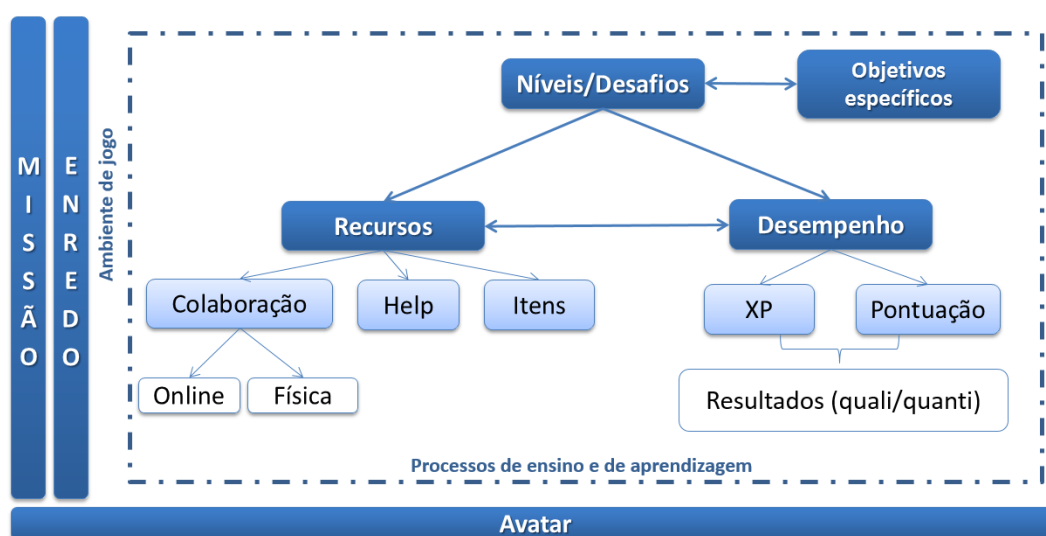 MISSÃO
ENREDO
Ambiente de jogo
Níveis/Desafios
Objetivos
específicos
Recursos
Desempenho
Colaboração
Help
Itens
XP
Pontuação
Online
Física
Resultados (quali/quanti)
Processos de ensino e de aprendizagem
Avatar